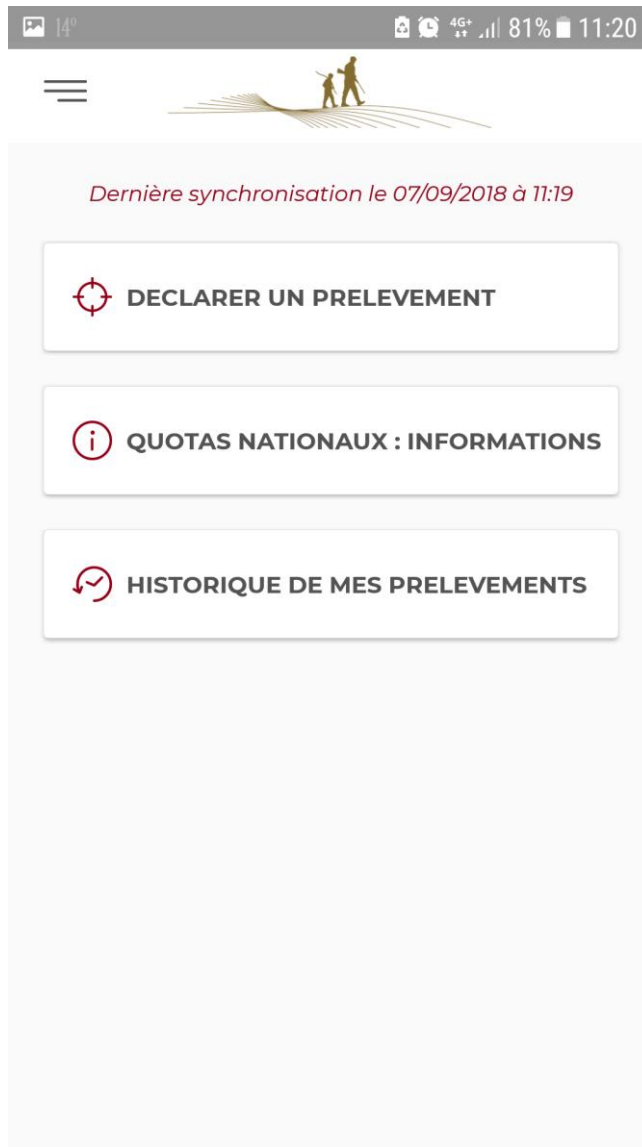 14° 4G+ 81% 11:20
Dernière synchronisation le 07/09/2018 à 11:19
DECLARER UN PRELEVEMENT
QUOTAS NATIONAUX : INFORMATIONS
HISTORIQUE DE MES PRELEVEMENTS